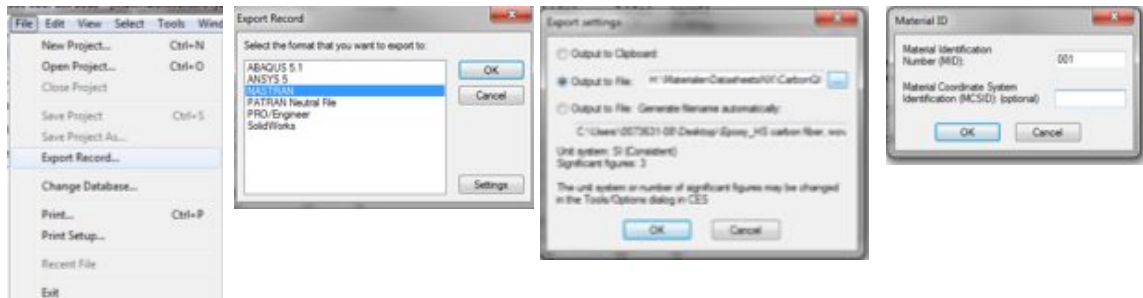 File Edit View Select Tools Wind
New Project... Ctrl+N
Open Project... Ctrl+O
Close Project
Save Project Ctrl+S
Save Project As...
Export Record...
Change Database...
Print... Ctrl+P
Print Setup...
Recent File
Exit
Export Record
Select the format that you want to export to:
ABAQUS 5.1
ANSYS 5
NASTRAN
PATRAN Neutral File
PRO/Engineer
SolidWorks
OK
Cancel
Settings
Export settings
Output to Clipboard
Output to File:
Output to File: Generate filename automatically:
Unit system: SI (Consistent)
Significant figures: 3
The unit system or number of significant figures may be changed
in the Tools/Options dialog in CES
OK Cancel
Material ID
Material Identification
Number (MID): 001
Material Coordinate System
Identification (MCSID): (optional)
OK Cancel